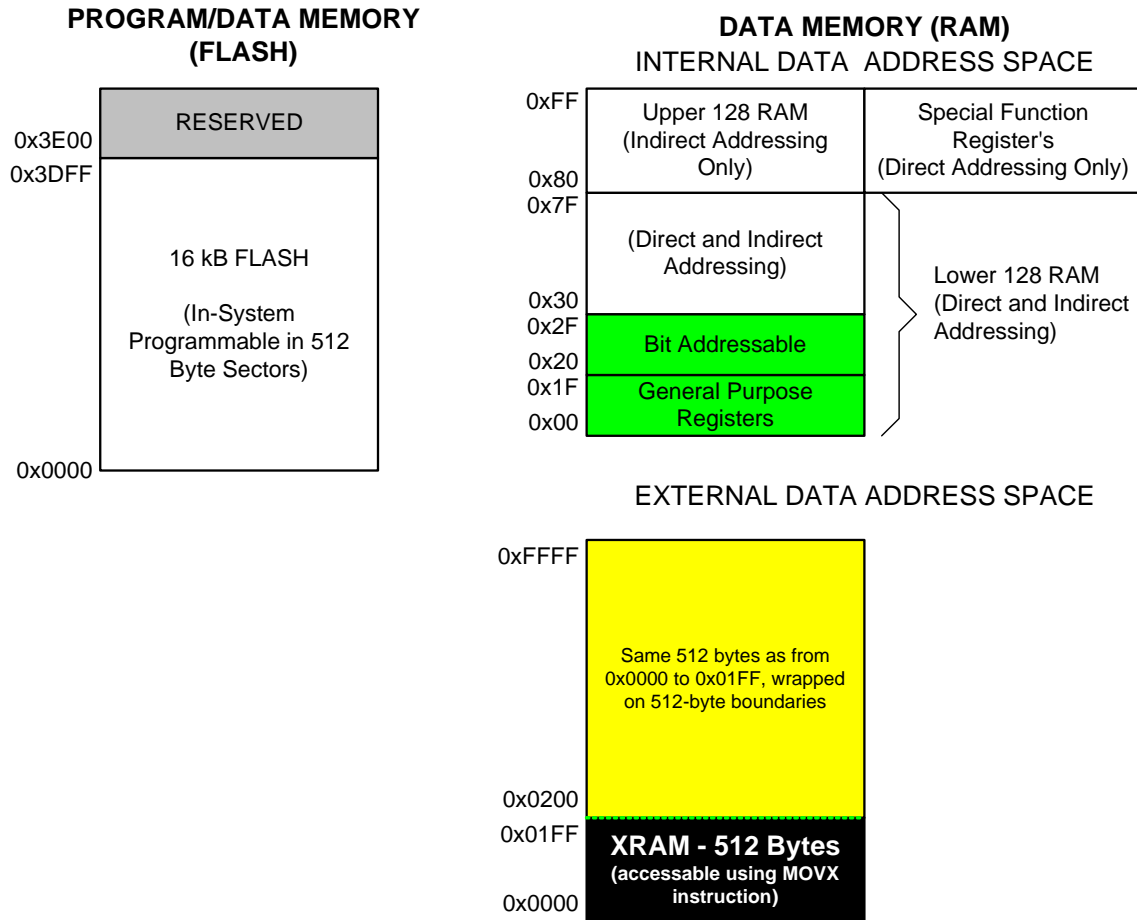 PROGRAM/DATA MEMORY
(FLASH)
0x3E00
RESERVED
0x3DFF
16 kB FLASH
(In-System
Programmable in 512
Byte Sectors)
0x0000
DATA MEMORY (RAM)
INTERNAL DATA ADDRESS SPACE
0xFF
Upper 128 RAM
(Indirect Addressing
Only)
0x80
Special Function
Register's
(Direct Addressing Only)
0x7F
(Direct and Indirect
Addressing)
0x30
Lower 128 RAM
(Direct and Indirect
Addressing)
0x2F
Bit Addressable
0x20
0x1F
General Purpose
Registers
0x00
EXTERNAL DATA ADDRESS SPACE
0xFFFF
Same 512 bytes as from
0x0000 to 0x01FF, wrapped
on 512-byte boundaries
0x0200
0x01FF
XRAM - 512 Bytes
(accessable using MOVX
instruction)
0x0000